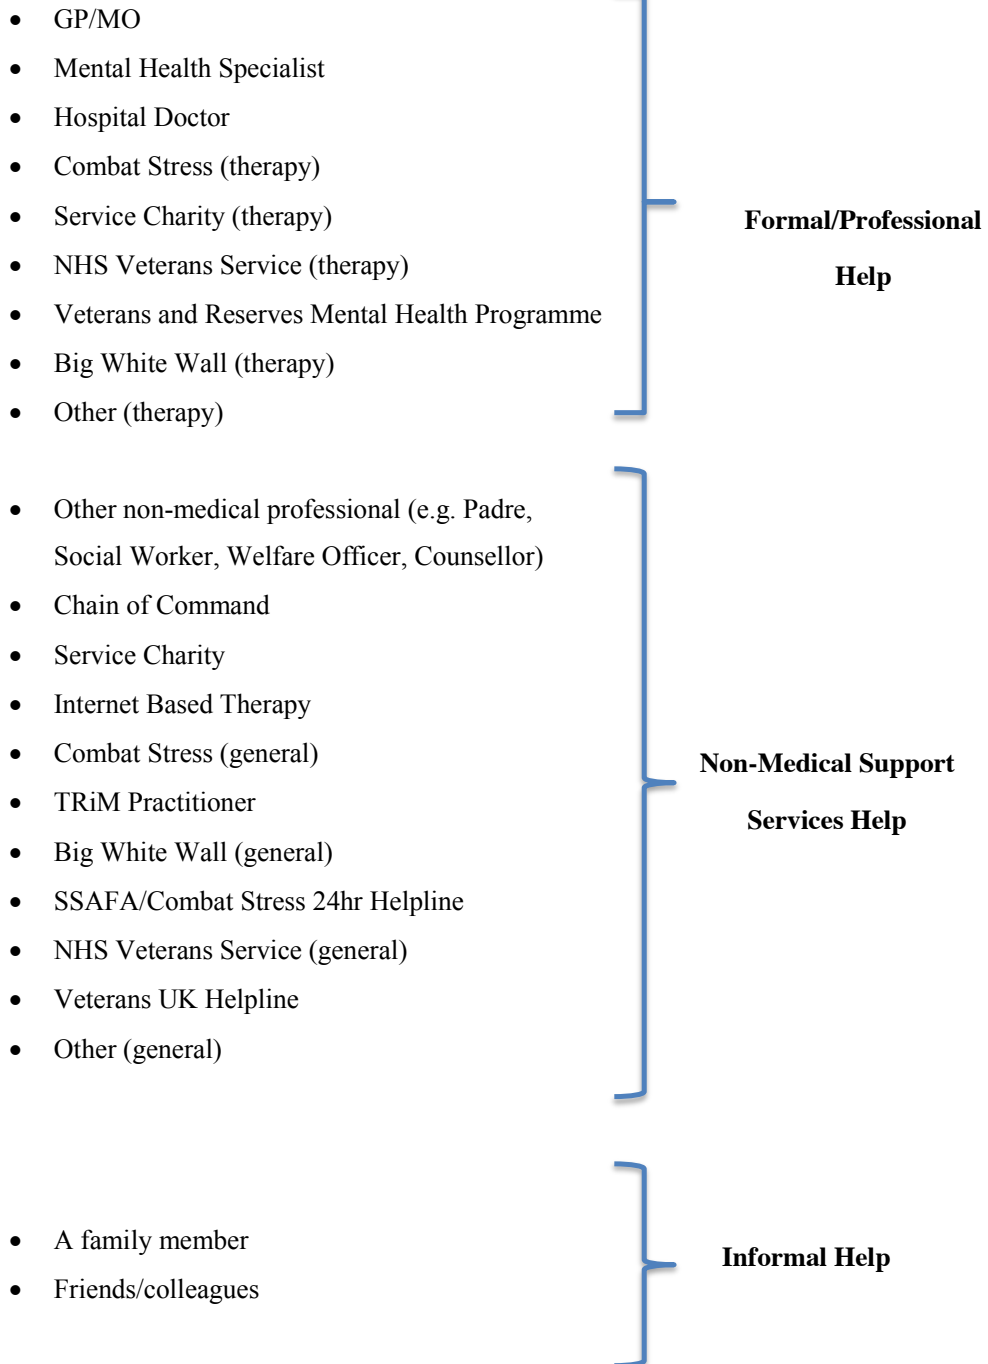 • GP/MO
• Mental Health Specialist
• Hospital Doctor
• Combat Stress (therapy)
• Service Charity (therapy)
• NHS Veterans Service (therapy)
• Veterans and Reserves Mental Health Programme
• Big White Wall (therapy)
• Other (therapy)
Formal/Professional
Help
• Other non-medical professional (e.g. Padre,
Social Worker, Welfare Officer, Counsellor)
• Chain of Command
• Service Charity
• Internet Based Therapy
• Combat Stress (general)
• TRiM Practitioner
• Big White Wall (general)
• SSAFA/Combat Stress 24hr Helpline
• NHS Veterans Service (general)
• Veterans UK Helpline
• Other (general)
Non-Medical Support
Services Help
• A family member
• Friends/colleagues
Informal Help